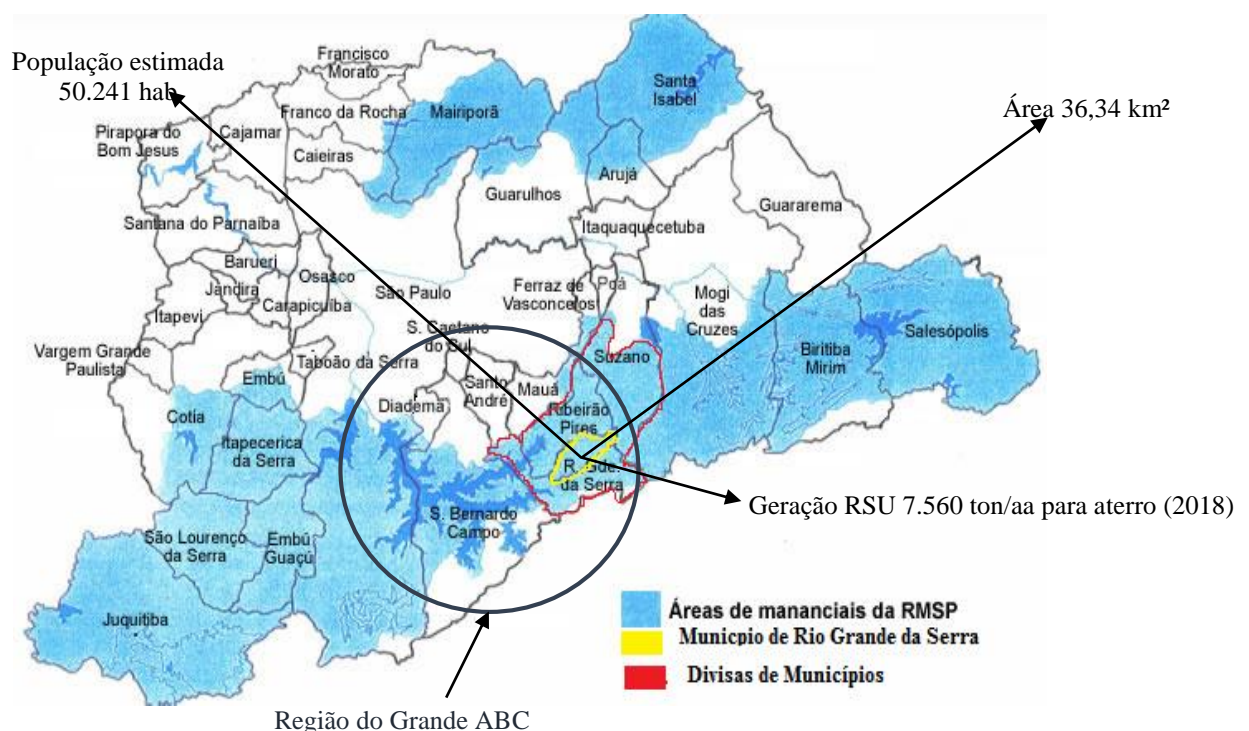 População estimada
50.241 hab
Área 36,34 km²
Francisco
Morato
Franco da Rocha
Mairiporã
Santa
Isabel
Pirapora do
Bom Jesus
Cajamar
Caieiras
Guarulhos
Arujá
Guararema
Santana do Parnaíba
Itaquaquecetuba
Barueri
Osasco
Jandira
Carapicuíba
São Paulo
Ferraz de
Vasconcelos
Poá
Mogi
das
Cruzes
Itapevi
S. Caetano
do Sul
Suzano
Biritiba
Mirim
Salesópolis
Vargem Grande
Paulista
Taboão da Serra
Embú
Santo
André
Mauá
Diadema
Ribeirão
Pires
Cotia
Itapecerica
da Serra
R. Gde.
da Serra
Geração RSU 7.560 ton/aa para aterro (2018)
S. Bernardo
Campo
São Lourenço
da Serra
Embú
Guaçú
Juquitiba
Áreas de mananciais da RMSP
Municpio de Rio Grande da Serra
Divisas de Municípios
Região do Grande ABC